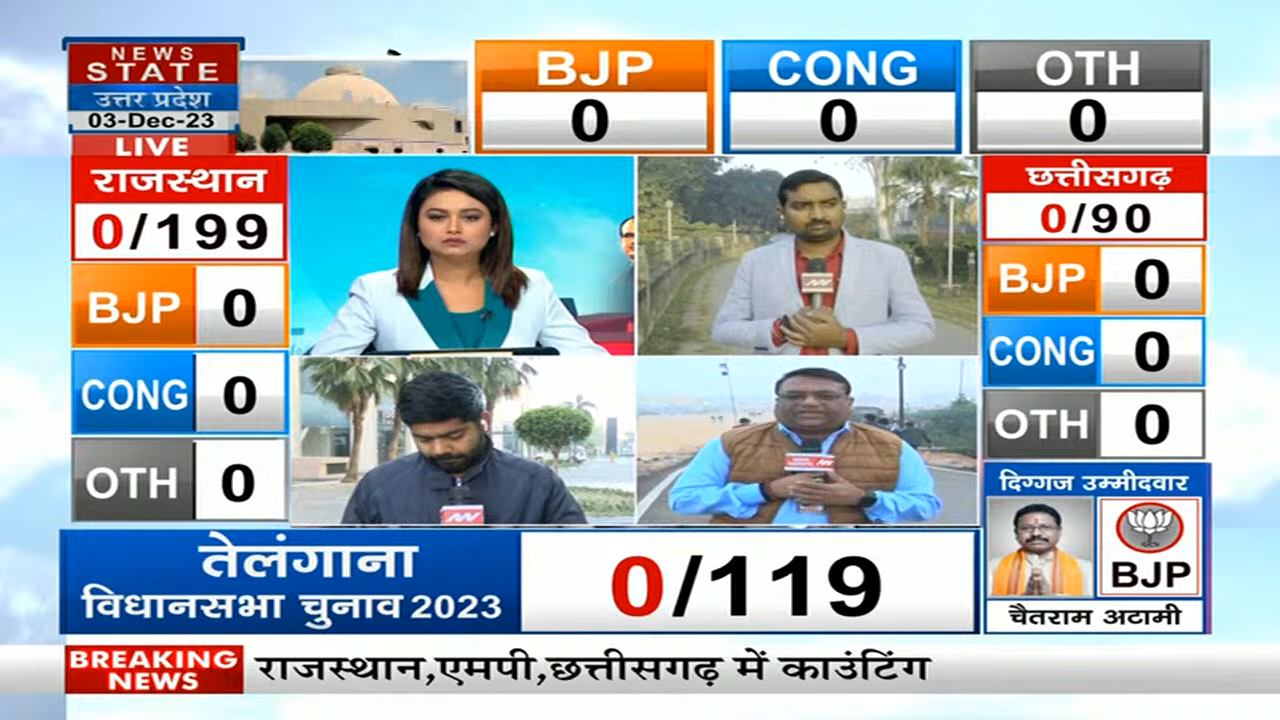 NEWS
STATE
उत्तर प्रदेश
03-Dec-23
LIVE
BJP
0
CONG
0
OTH
0
राजस्थान
0/199
BJP 0
CONG 0
OTH 0
छत्तीसगढ़
0/90
BJP 0
CONG 0
OTH 0
दिग्गज उम्मीदवार
BJP
चैतराम अटामी
तेलंगाना
विधानसभा चुनाव 2023
0/119
BREAKING
NEWS
राजस्थान,एमपी,छत्तीसगढ़ में काउंटिंग